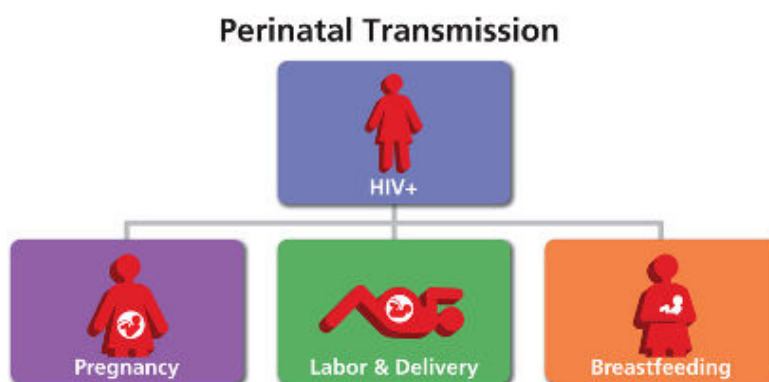 Perinatal Transmission
HIV+
Pregnancy
Labor & Delivery
Breastfeeding